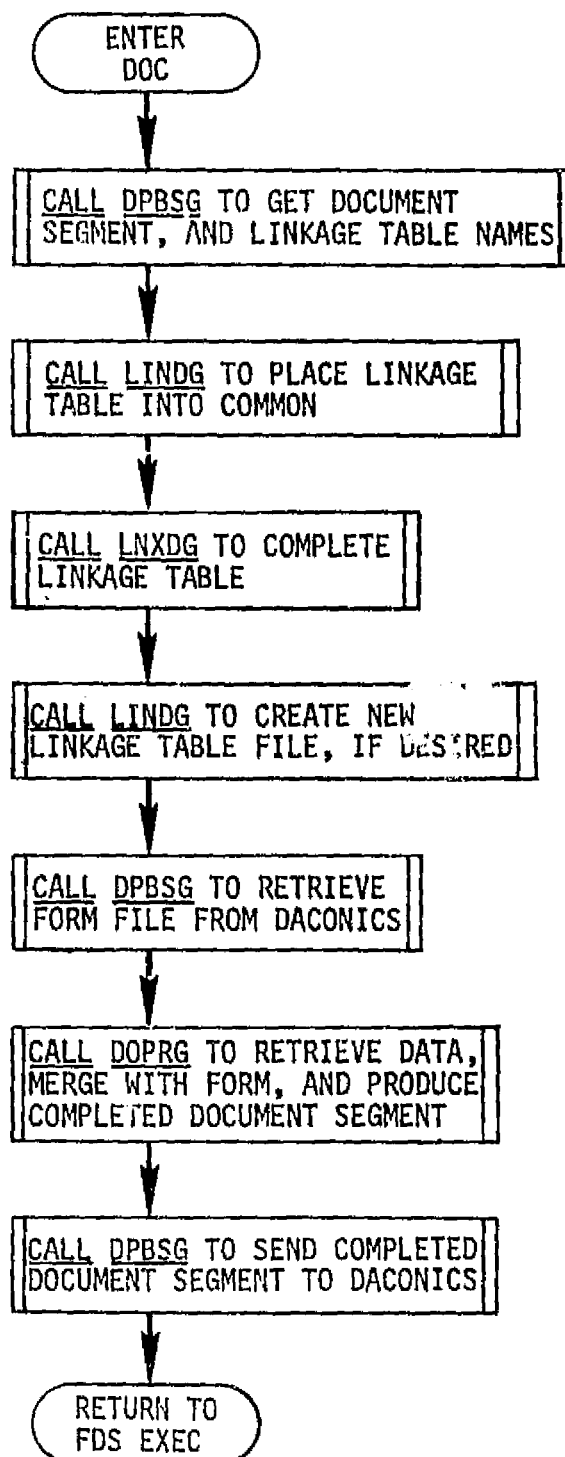 ENTER
DOC
CALL DPBSG TO GET DOCUMENT
SEGMENT, AND LINKAGE TABLE NAMES
CALL LINDG TO PLACE LINKAGE
TABLE INTO COMMON
CALL LNXDG TO COMPLETE
LINKAGE TABLE
CALL LINDG TO CREATE NEW
LINKAGE TABLE FILE, IF DESIRED
CALL DPBSG TO RETRIEVE
FORM FILE FROM DACONICS
CALL DOPRG TO RETRIEVE DATA,
MERGE WITH FORM, AND PRODUCE
COMPLETED DOCUMENT SEGMENT
CALL DPBSG TO SEND COMPLETED
DOCUMENT SEGMENT TO DACONICS
RETURN TO
FDS EXEC